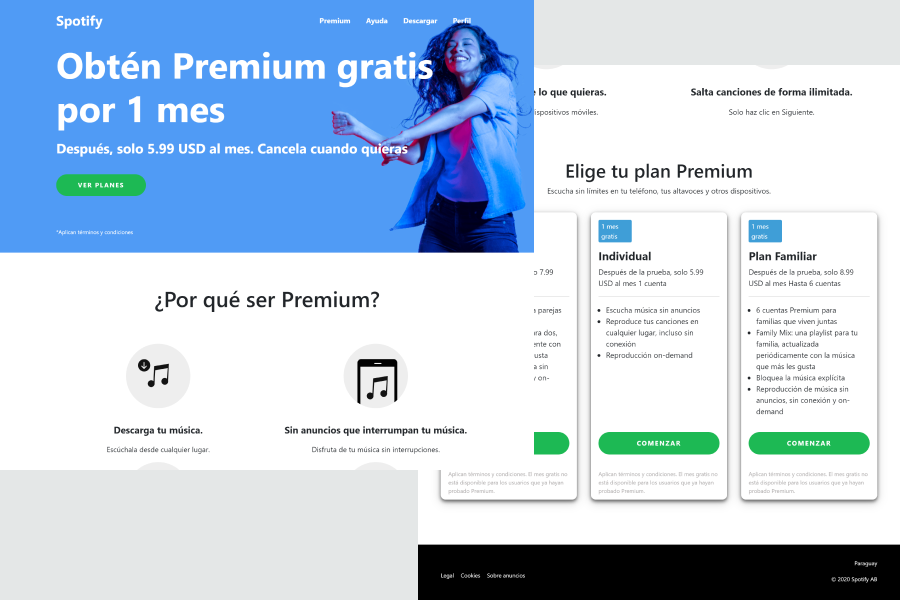 Spotify
Premium
Ayuda
Descargar
Perfil
Obtén Premium gratis
por 1 mes
Después, solo 5.99 USD al mes. Cancela cuando quieras
VER PLANES
*Aplican términos y condiciones
¿Por qué ser Premium?
Descarga tu música.
Escúchala desde cualquier lugar.
Sin anuncios que interrumpan tu música.
Disfruta de tu música sin interrupciones.
lo que quieras.
ispositivos móviles.
Salta canciones de forma ilimitada.
Solo haz clic en Siguiente.
Elige tu plan Premium
Escucha sin límites en tu teléfono, tus altavoces y otros dispositivos.
o 7.99
a parejas
ra dos,
ente con
usta
a sin
y on-
Aplican términos y condiciones. El mes gratis no
está disponible para los usuarios que ya hayan
probado Premium.
1 mes
gratis
Individual
Después de la prueba, solo 5.99
USD al mes 1 cuenta
Escucha música sin anuncios
Reproduce tus canciones en
cualquier lugar, incluso sin
conexión
Reproducción on-demand
COMENZAR
Aplican términos y condiciones. El mes gratis no
está disponible para los usuarios que ya hayan
probado Premium.
1 mes
gratis
Plan Familiar
Después de la prueba, solo 8.99
USD al mes Hasta 6 cuentas
6 cuentas Premium para
familias que viven juntas
Family Mix: una playlist para tu
familia, actualizada
periódicamente con la música
que más les gusta
Bloquea la música explícita
Reproducción de música sin
anuncios, sin conexión y on-
demand
COMENZAR
Aplican términos y condiciones. El mes gratis no
está disponible para los usuarios que ya hayan
probado Premium.
Legal
Cookies
Sobre anuncios
Paraguay
© 2020 Spotify AB